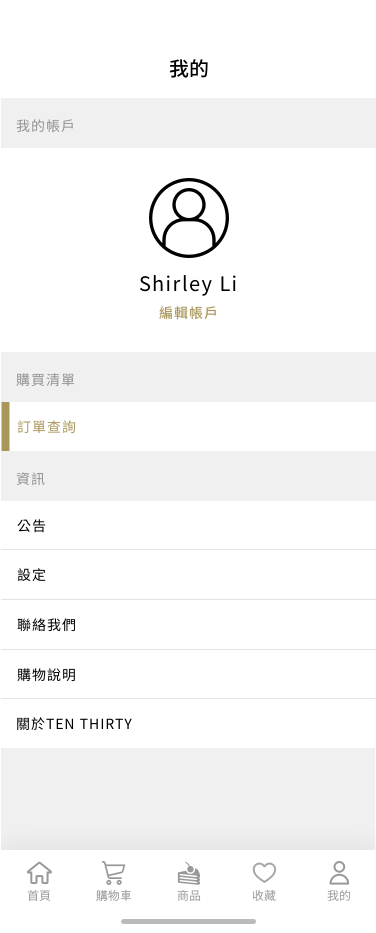 我的
我的帳戶
Shirley Li
編輯帳戶
購買清單
訂單查詢
資訊
公告
設定
聯絡我們
購物說明
關於TEN THIRTY
首頁 購物車 商品 收藏 我的